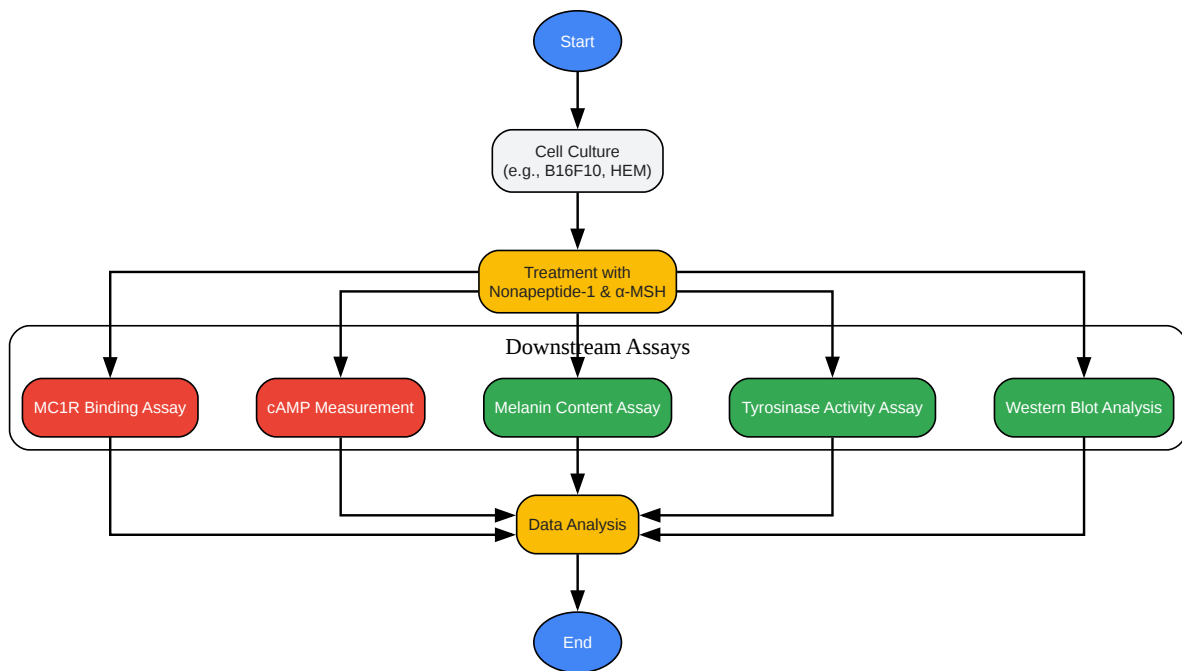 Start
Cell Culture
(e.g., B16F10, HEM)
Treatment with
Nonapeptide-1 & α-MSH
Downstream Assays
MC1R Binding Assay
cAMP Measurement
Melanin Content Assay
Tyrosinase Activity Assay
Western Blot Analysis
Data Analysis
End